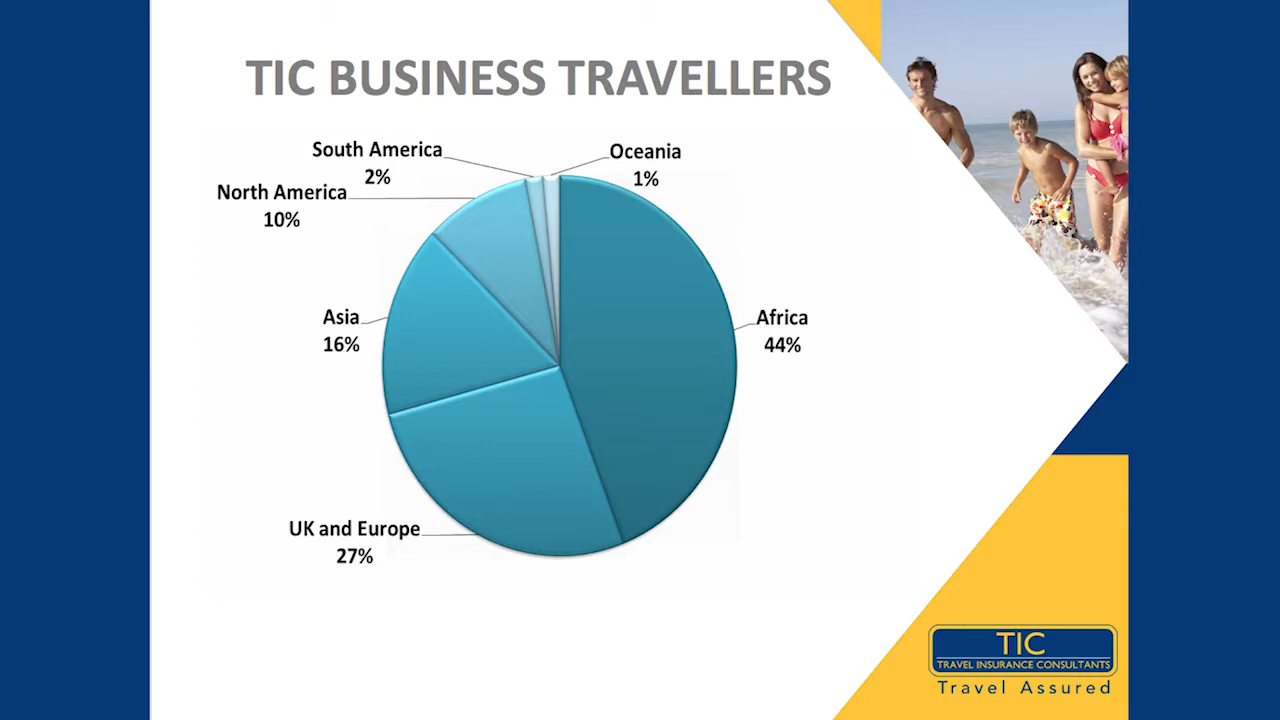 TIC BUSINESS TRAVELLERS
South America
2%
Oceania
1%
North America
10%
Asia
16%
Africa
44%
UK and Europe
27%
TIC
TRAVEL INSURANCE CONSULTANTS
Travel Assured